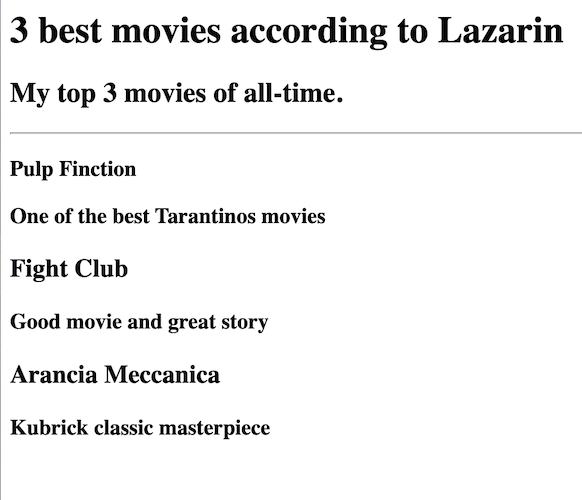 3 best movies according to Lazarin
My top 3 movies of all-time.
Pulp Finction
One of the best Tarantinos movies
Fight Club
Good movie and great story
Arancia Meccanica
Kubrick classic masterpiece